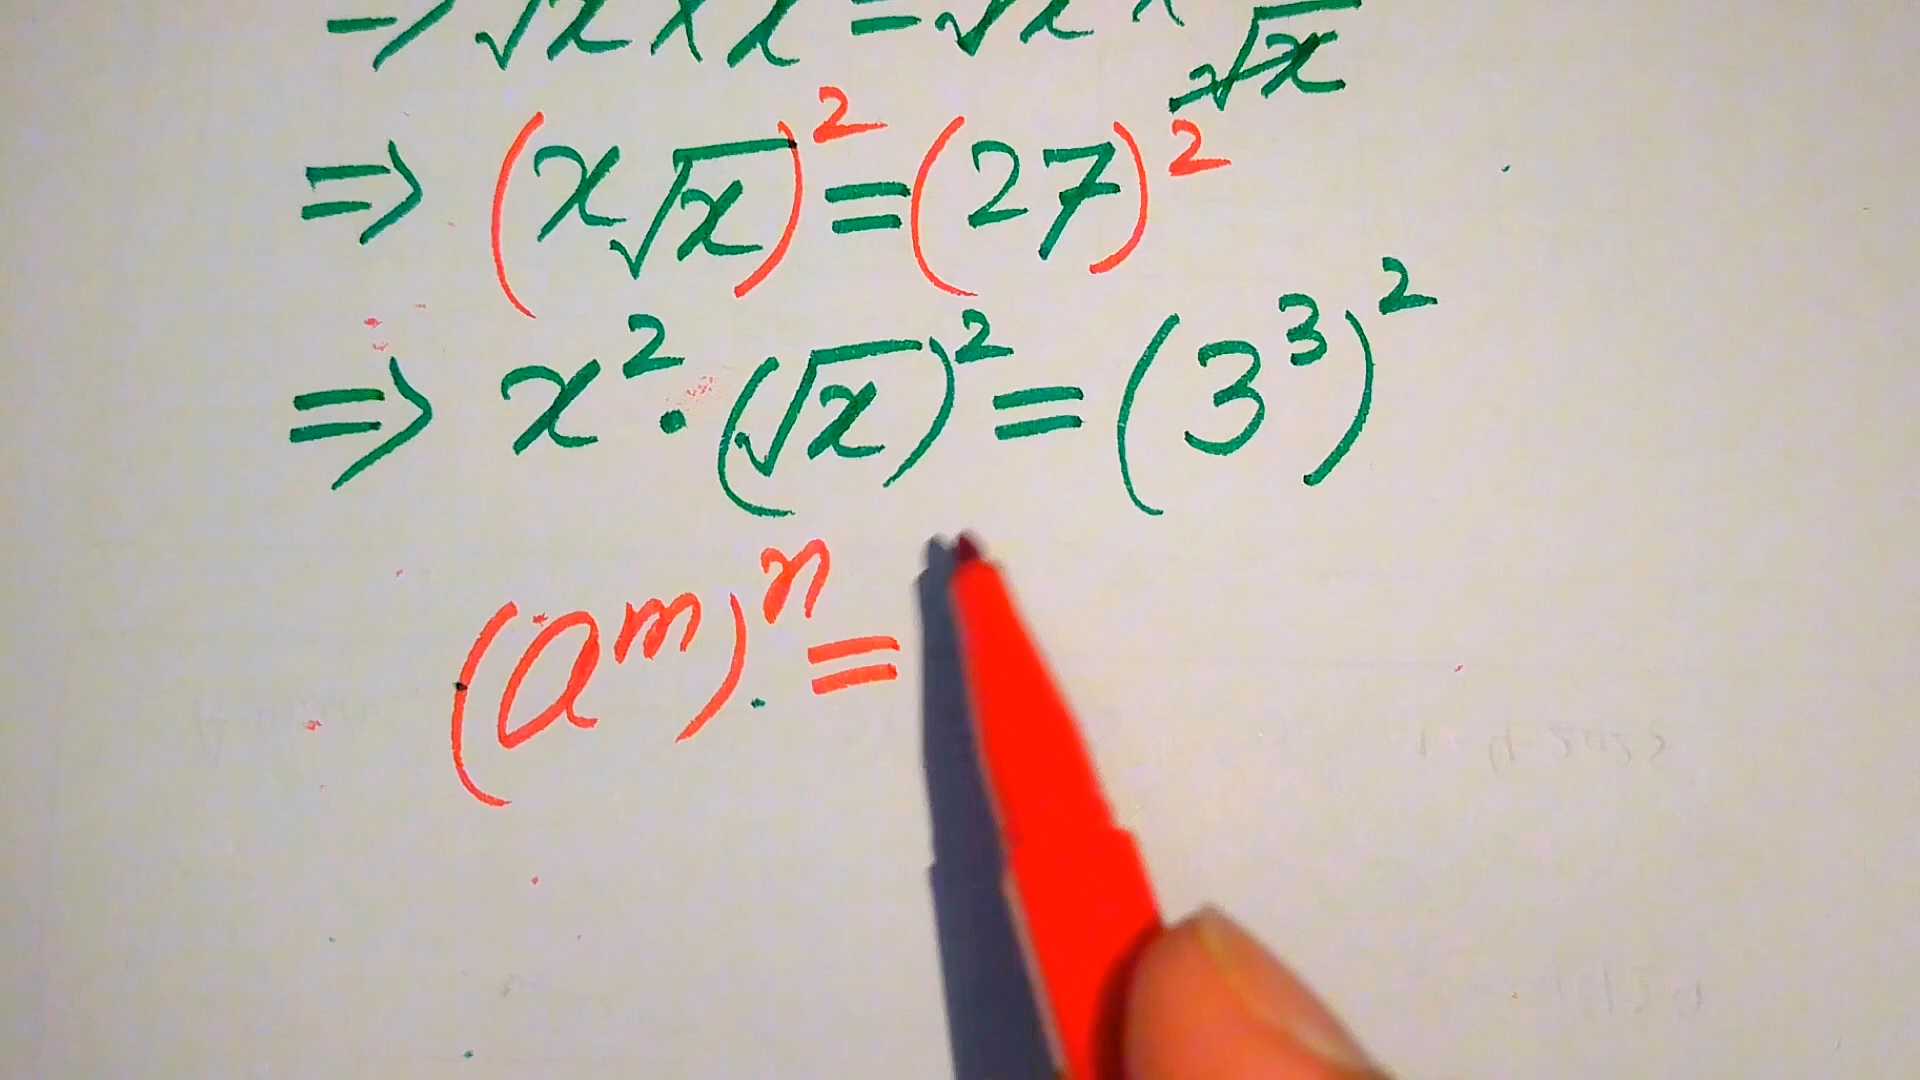 → √x × x = √x × /√x
⇒ (x√x)² = (27)²
⇒ x² · (√x)² = (3³)²
(aᵐ)ⁿ =